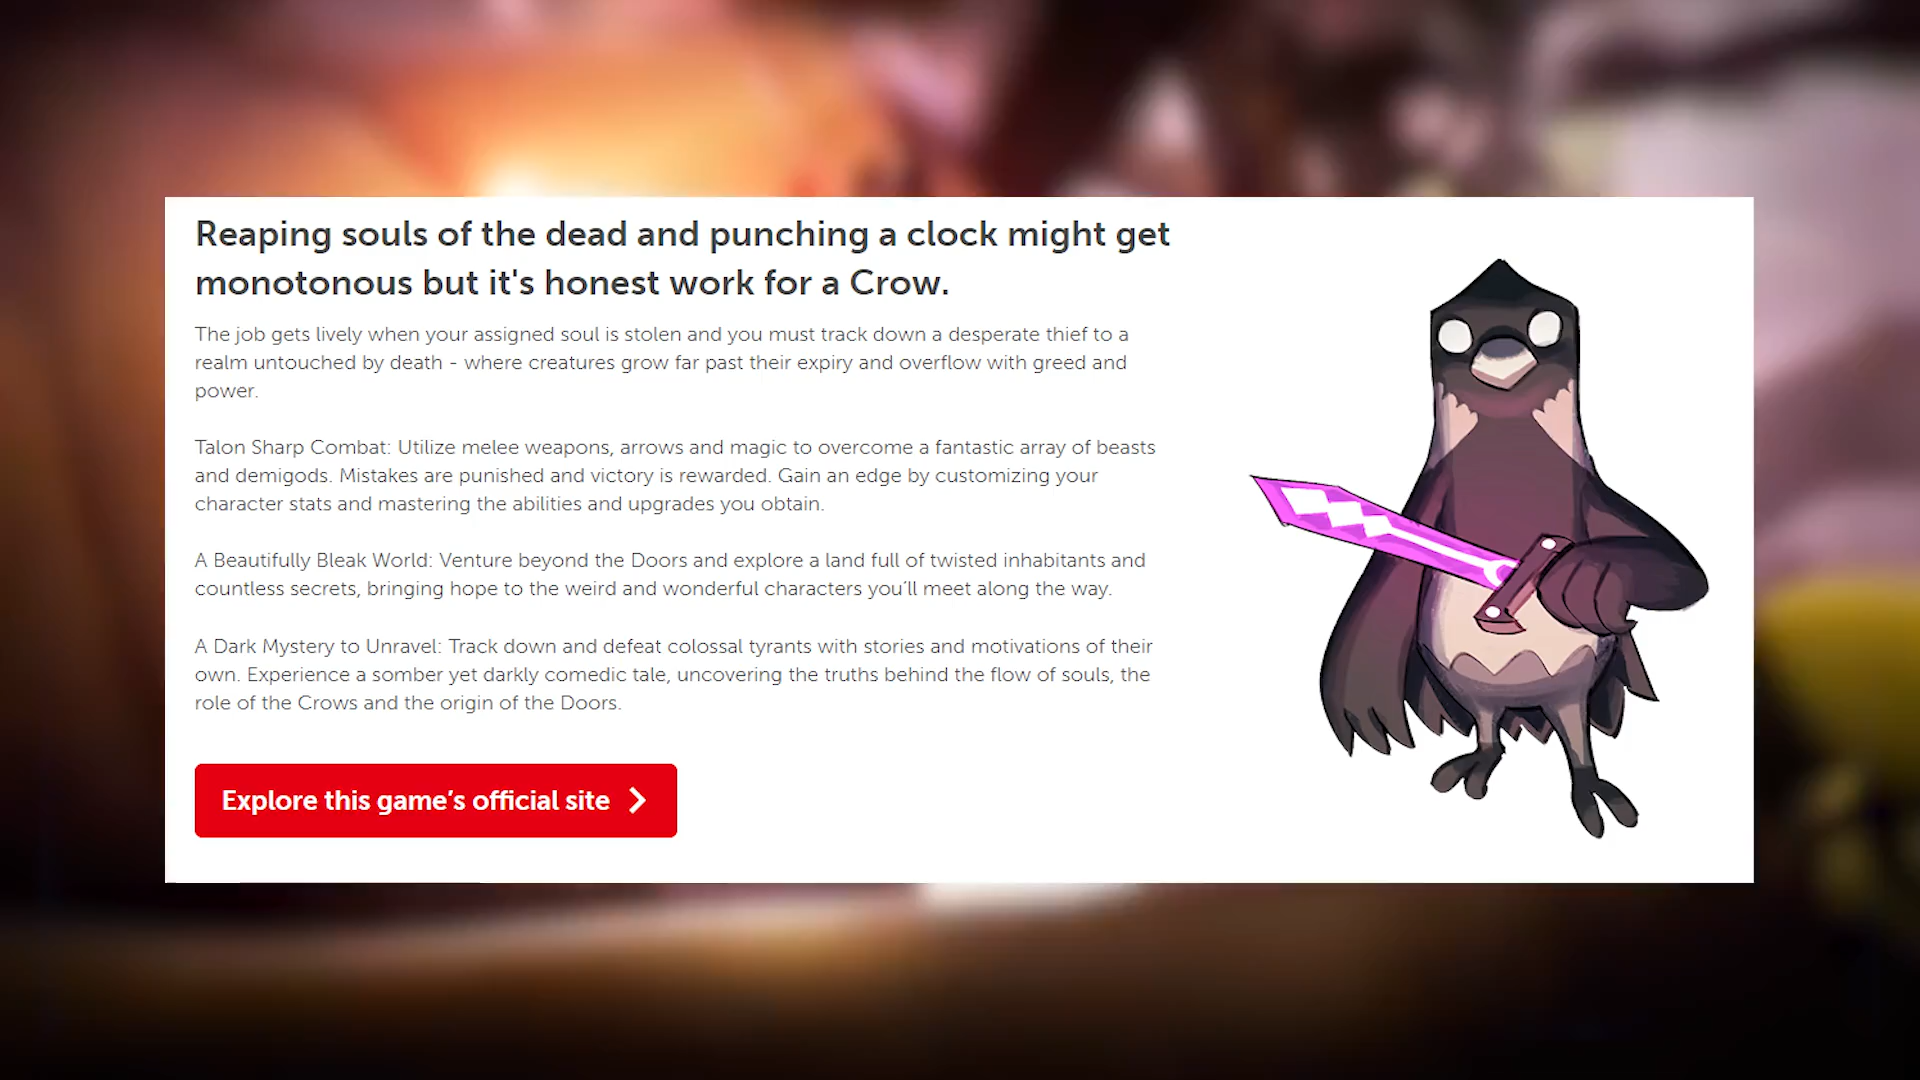 Reaping souls of the dead and punching a clock might get
monotonous but it's honest work for a Crow.
The job gets lively when your assigned soul is stolen and you must track down a desperate thief to a
realm untouched by death - where creatures grow far past their expiry and overflow with greed and
power.
Talon Sharp Combat: Utilize melee weapons, arrows and magic to overcome a fantastic array of beasts
and demigods. Mistakes are punished and victory is rewarded. Gain an edge by customizing your
character stats and mastering the abilities and upgrades you obtain.
A Beautifully Bleak World: Venture beyond the Doors and explore a land full of twisted inhabitants and
countless secrets, bringing hope to the weird and wonderful characters you’ll meet along the way.
A Dark Mystery to Unravel: Track down and defeat colossal tyrants with stories and motivations of their
own. Experience a somber yet darkly comedic tale, uncovering the truths behind the flow of souls, the
role of the Crows and the origin of the Doors.
Explore this game’s official site